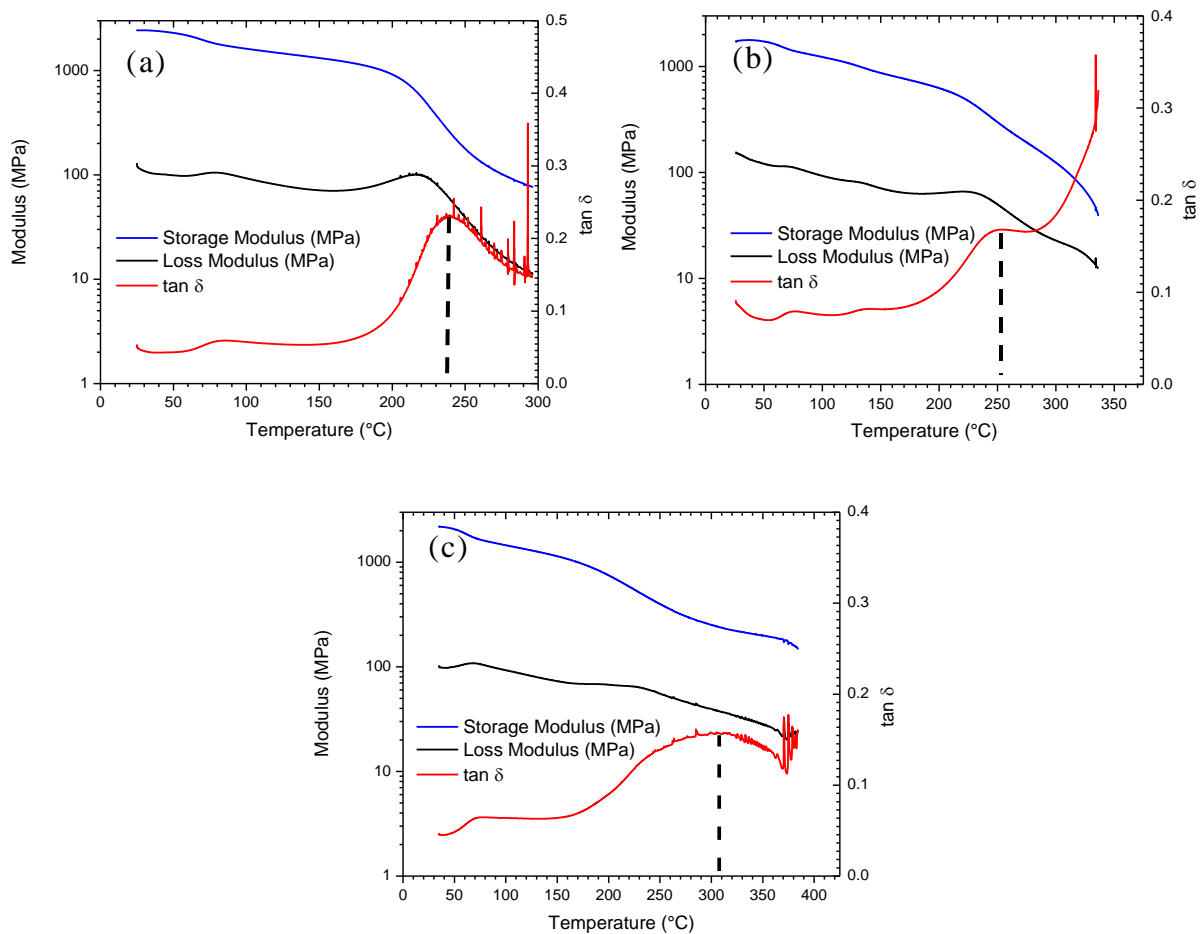 (a)
Modulus (MPa)
1000
100
10
1
0.5
0.4
0.3
0.2
0.1
0.0
tan δ
Storage Modulus (MPa)
Loss Modulus (MPa)
tan δ
0 50 100 150 200 250 300
Temperature (°C)
(b)
Modulus (MPa)
1000
100
10
1
0.4
0.3
0.2
0.1
0.0
tan δ
Storage Modulus (MPa)
Loss Modulus (MPa)
tan δ
0 50 100 150 200 250 300 350
Temperature (°C)
(c)
Modulus (MPa)
1000
100
10
1
0.4
0.3
0.2
0.1
0.0
tan δ
Storage Modulus (MPa)
Loss Modulus (MPa)
tan δ
0 50 100 150 200 250 300 350 400
Temperature (°C)